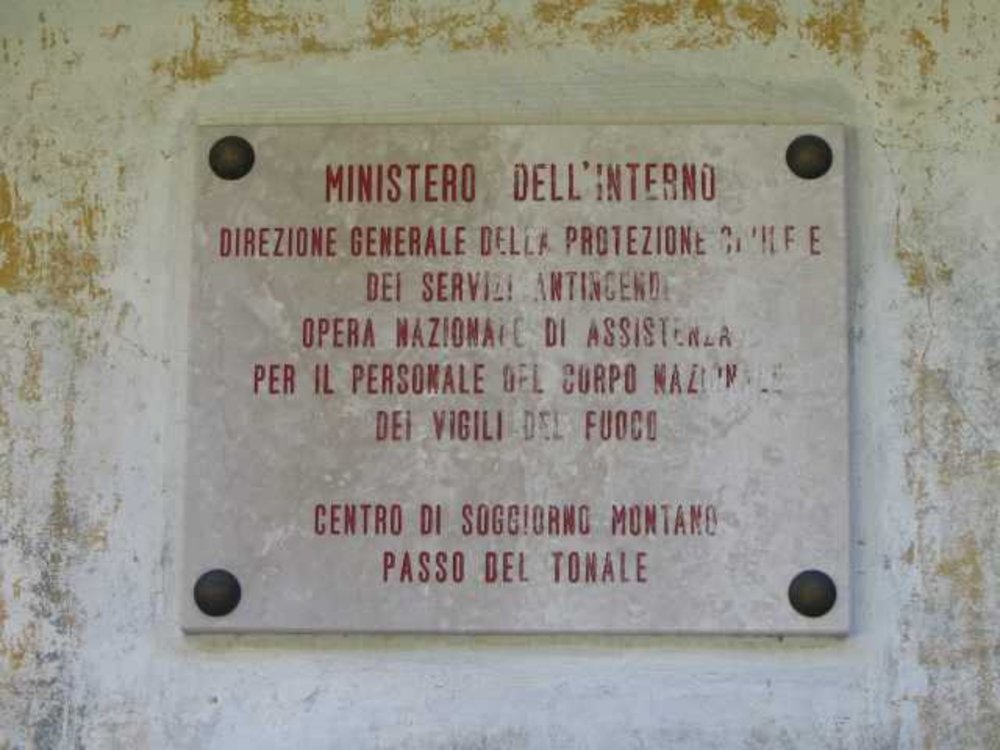 MINISTERO DELL'INTERNO
DIREZIONE GENERALE DELLA PROTEZIONE CIVILE E
DEI SERVIZI ANTINCENDI
OPERA NAZIONALE DI ASSISTENZA
PER IL PERSONALE DEL CORPO NAZIONALE
DEI VIGILI DEL FUOCO
CENTRO DI SOGGIORNO MONTANO
PASSO DEL TONALE